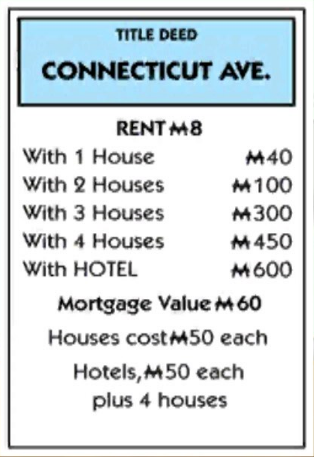 TITLE DEED
CONNECTICUT AVE.
RENT ₩8
With 1 House ₩40
With 2 Houses ₩100
With 3 Houses ₩300
With 4 Houses ₩450
With HOTEL ₩600
Mortgage Value ₩60
Houses cost ₩50 each
Hotels, ₩50 each
plus 4 houses